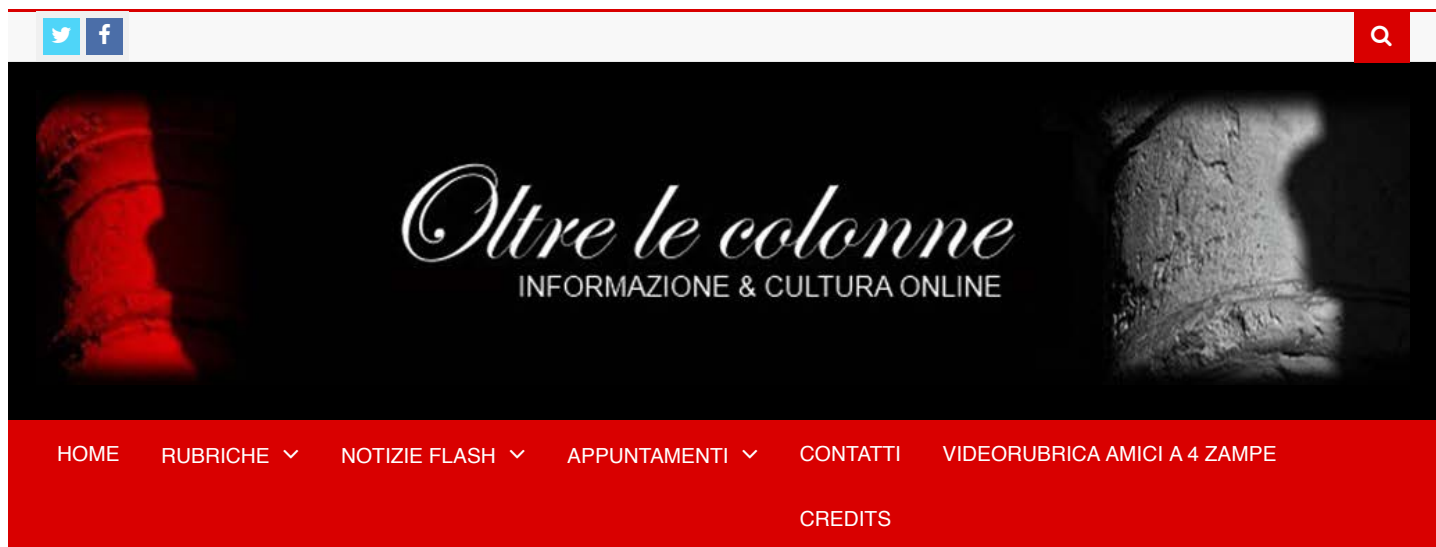 Oltre le colonne
INFORMAZIONE & CULTURA ONLINE
HOME RUBRICHE NOTIZIE FLASH APPUNTAMENTI CONTATTI VIDEORUBRICA AMICI A 4 ZAMPE
CREDITS